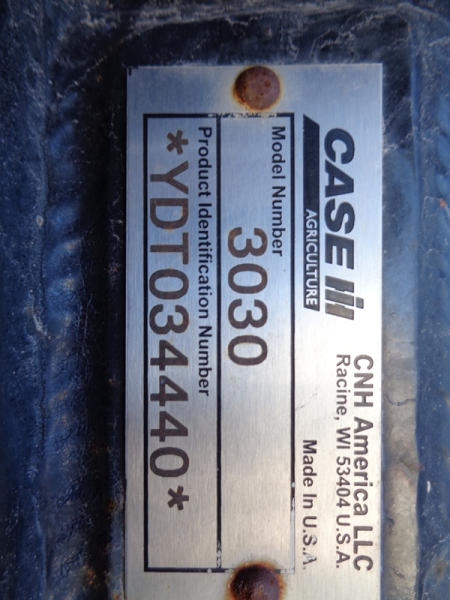 CASE IH
AGRICULTURE
CNH America LLC
Racine, WI 53404 U.S.A.
Made In U.S.A.
Model Number
3030
Product Identification Number
*YDT034440*